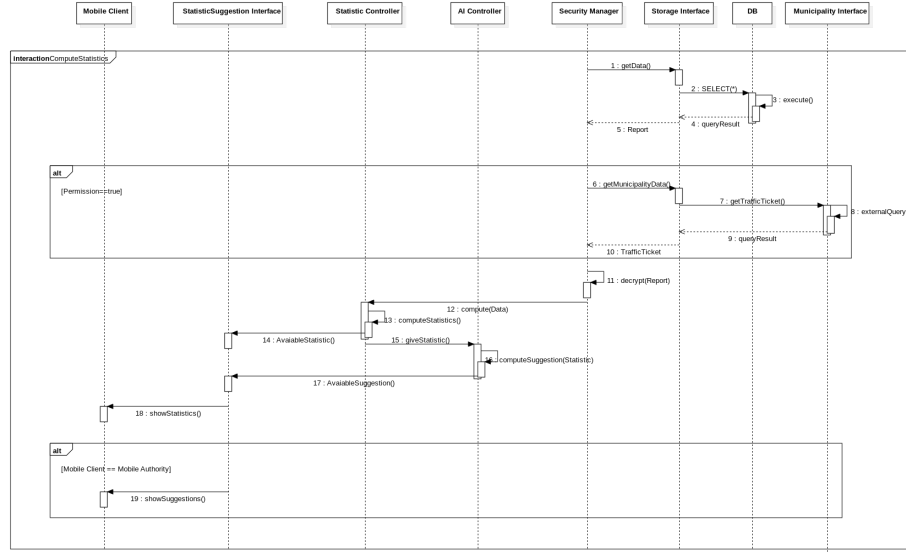 Mobile Client
StatisticSuggestion Interface
Statistic Controller
AI Controller
Security Manager
Storage Interface
DB
Municipality Interface
interactionComputeStatistics
1 : getData()
2 : SELECT(*)
3 : execute()
4 : queryResult
5 : Report
alt
[Permission==true]
6 : getMunicipalityData()
7 : getTrafficTicket()
8 : externalQuery
9 : queryResult
10 : TrafficTicket
11 : decrypt(Report)
12 : compute(Data)
13 : computeStatistics()
14 : AvaiableStatistic()
15 : giveStatistic()
16 : computeSuggestion(Statistic)
17 : AvaiableSuggestion()
18 : showStatistics()
alt
[Mobile Client == Mobile Authority]
19 : showSuggestions()